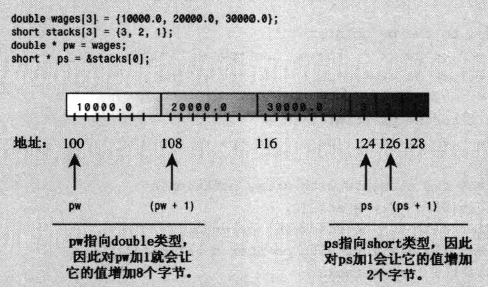 double wages[3] = {10000.0, 20000.0, 30000.0};
short stacks[3] = {3, 2, 1};
double * pw = wages;
short * ps = &stacks[0];
10000.0 20000.0 30000.0
地址: 100 108 116 124 126 128
pw (pw + 1) ps (ps + 1)
pw指向double类型,
因此对pw加1就会让
它的值增加8个字节。
ps指向short类型,因此
对ps加1会让它的值增加
2个字节。